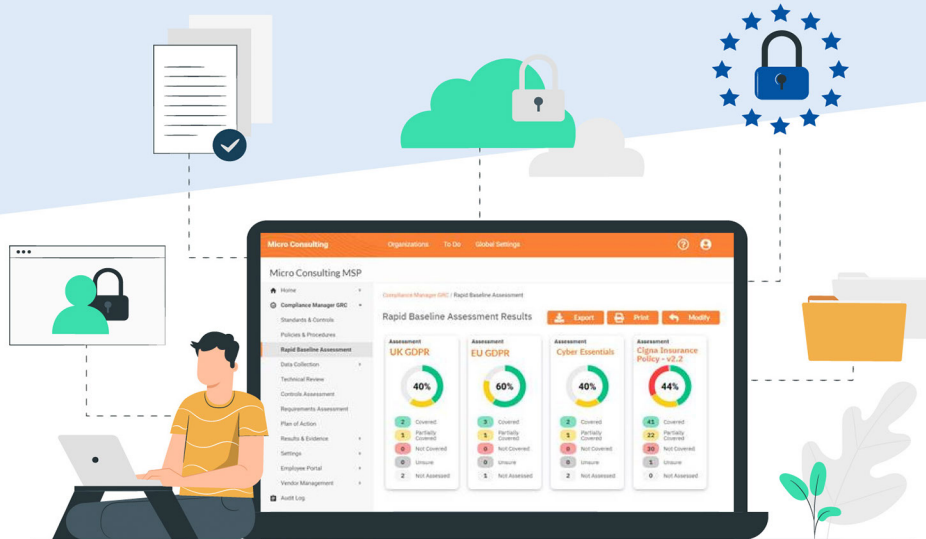 Micro Consulting
Organizations To Do Global Settings
Micro Consulting MSP
Home
Compliance Manager GRC
Standards & Controls
Policies & Procedures
Rapid Baseline Assessment
Data Collection
Technical Review
Controls Assessment
Requirements Assessment
Plan of Action
Results & Evidence
Settings
Employee Portal
Vendor Management
Audit Log
Compliance Manager GRC / Rapid Baseline Assessment
Rapid Baseline Assessment Results
Export Print Modify
Assessment
UK GDPR
40%
2 Covered
1 Partially
Covered
0 Not Covered
0 Unsure
2 Not Assessed
Assessment
EU GDPR
60%
3 Covered
1 Partially
Covered
0 Not Covered
0 Unsure
1 Not Assessed
Assessment
Cyber Essentials
40%
2 Covered
1 Partially
Covered
0 Not Covered
0 Unsure
2 Not Assessed
Assessment
Cigna Insurance
Policy - v2.2
44%
41 Covered
22 Partially
Covered
30 Not Covered
1 Unsure
0 Not Assessed